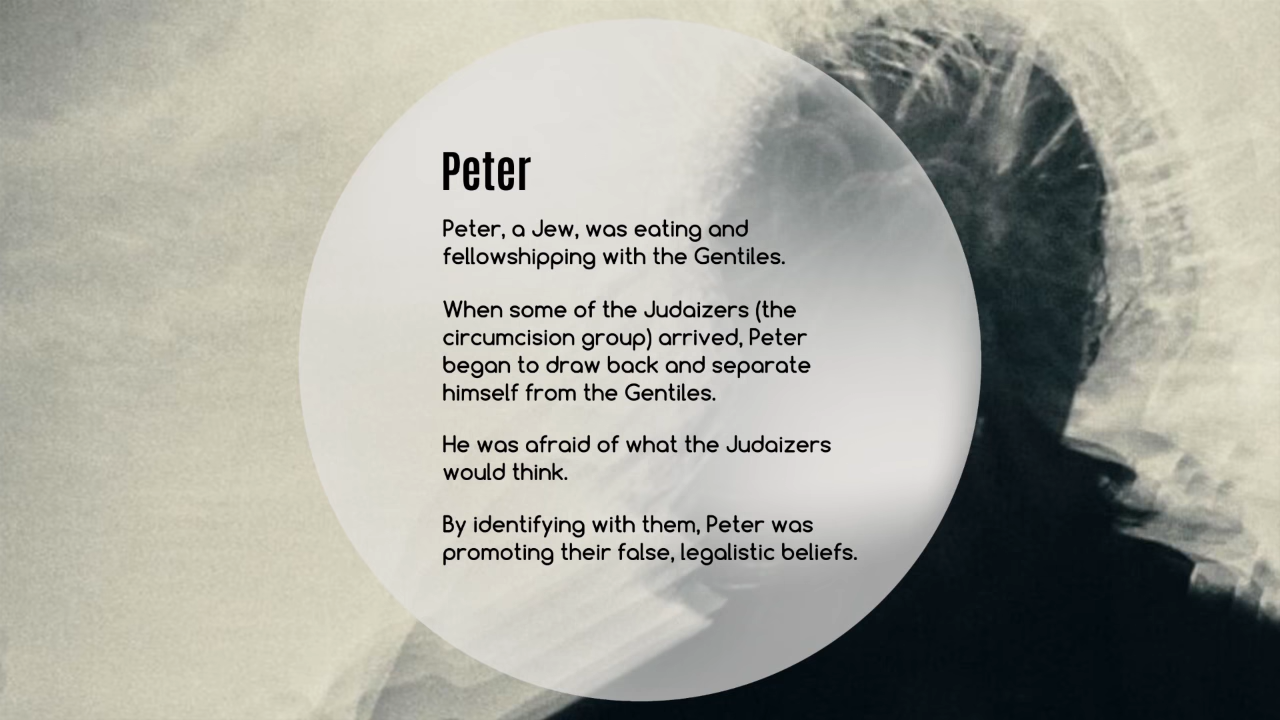 Peter
Peter, a Jew, was eating and
fellowshipping with the Gentiles.
When some of the Judaizers (the
circumcision group) arrived, Peter
began to draw back and separate
himself from the Gentiles.
He was afraid of what the Judaizers
would think.
By identifying with them, Peter was
promoting their false, legalistic beliefs.